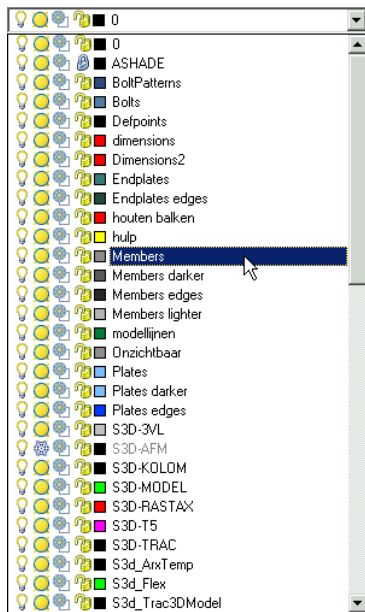 0
0
ASHADE
BoltPatterns
Bolts
Defpoints
dimensions
Dimensions2
Endplates
Endplates edges
houten balken
hulp
Members
Members darker
Members edges
Members lighter
modellijnen
Onzichtbaar
Plates
Plates darker
Plates edges
S3D-3VL
S3D-AFM
S3D-KOLOM
S3D-MODEL
S3D-RASTAX
S3D-T5
S3D-TRAC
S3d_ArxTemp
S3d_Flex
S3d_Trac3DModel